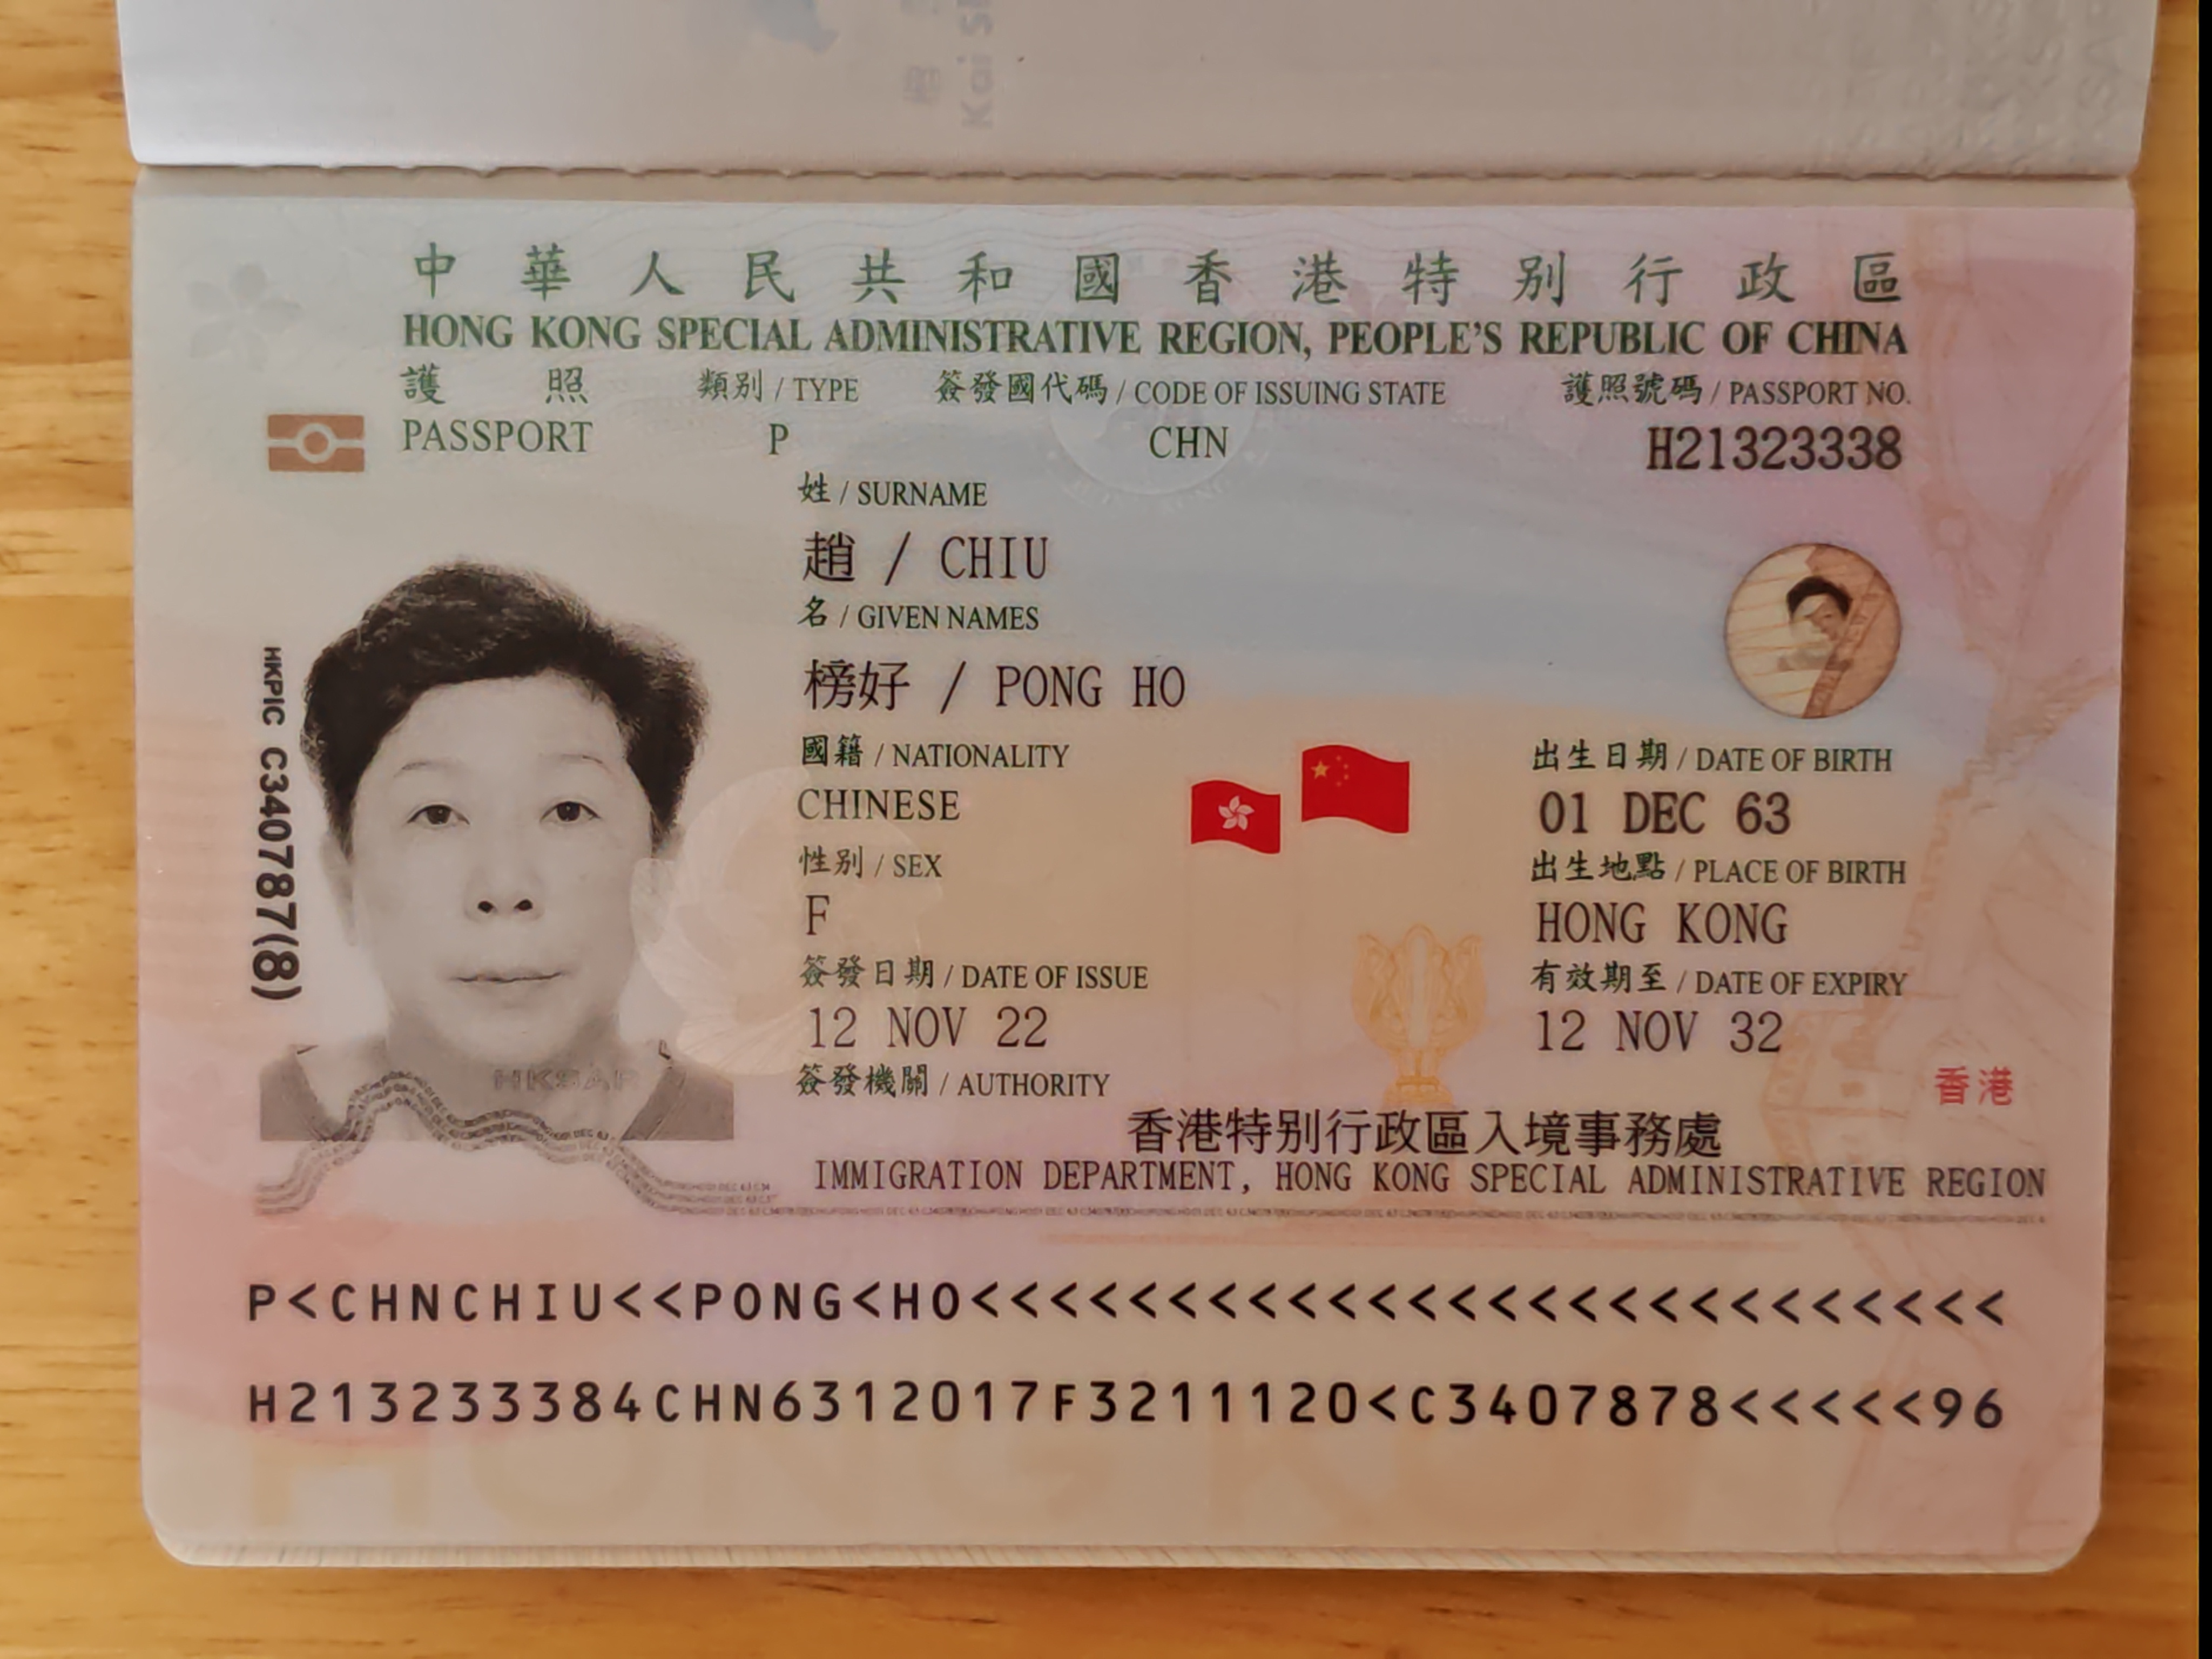 中華人民共和國香港特別行政區
HONG KONG SPECIAL ADMINISTRATIVE REGION, PEOPLE'S REPUBLIC OF CHINA
護照 類別 / TYPE 簽發國代碼 / CODE OF ISSUING STATE 護照號碼 / PASSPORT NO.
PASSPORT P CHN H21323338
姓 / SURNAME
趙 / CHIU
名 / GIVEN NAMES
榜好 / PONG HO
國籍 / NATIONALITY 出生日期 / DATE OF BIRTH
CHINESE 01 DEC 63
性別 / SEX 出生地點 / PLACE OF BIRTH
F HONG KONG
簽發日期 / DATE OF ISSUE 有效期至 / DATE OF EXPIRY
12 NOV 22 12 NOV 32
簽發機關 / AUTHORITY
香港
香港特別行政區入境事務處
IMMIGRATION DEPARTMENT, HONG KONG SPECIAL ADMINISTRATIVE REGION
HKPIC C3407878(8)
HKSAR
P<CHNCHIU<<PONG<HO<<<<<<<<<<<<<<<<<<<<<<<<<<
H213233384CHN6312017F3211120<C3407878<<<<<96
HONG KO